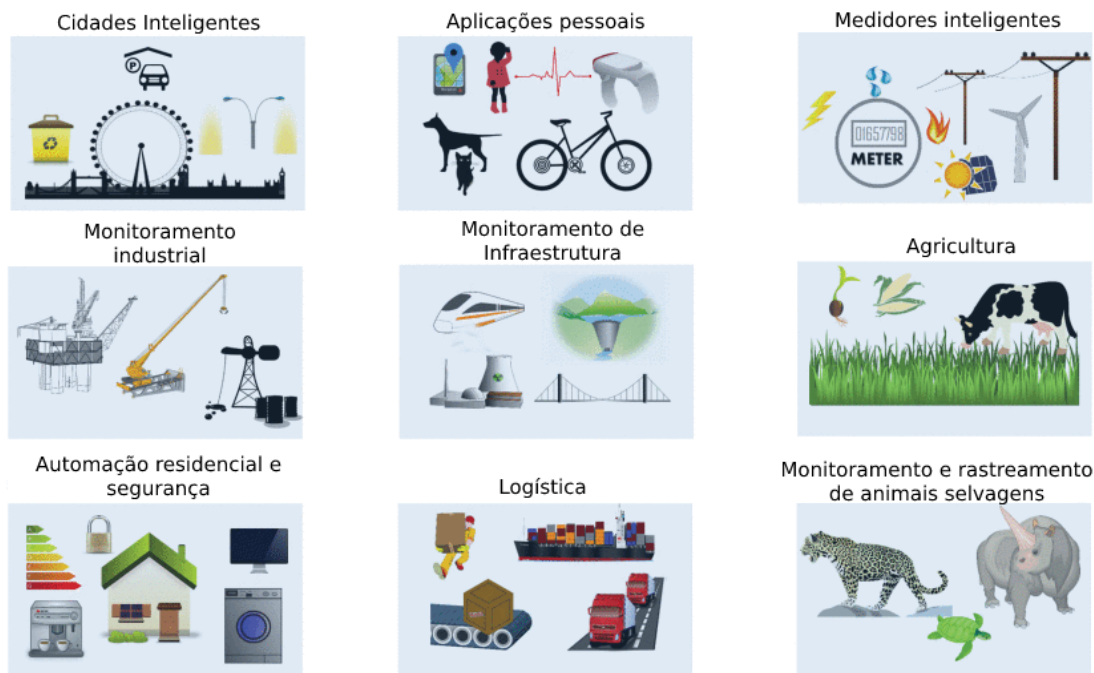 Cidades Inteligentes
Aplicações pessoais
Medidores inteligentes
P
01657798
METER
Monitoramento
industrial
Monitoramento de
Infraestrutura
Agricultura
Automação residencial e
segurança
Logística
Monitoramento e rastreamento
de animais selvagens